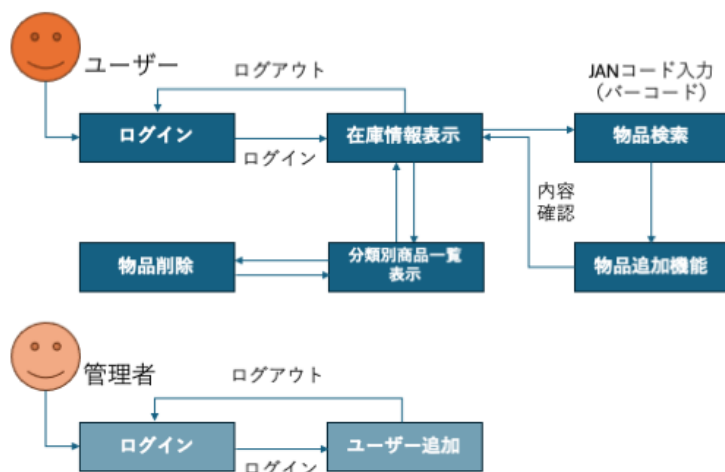 ユーザー
ログアウト
JANコード入力
（バーコード）
ログイン
在庫情報表示
物品検索
ログイン
内容
確認
物品削除
分類別商品一覧
表示
物品追加機能
管理者
ログアウト
ログイン
ユーザー追加
ログイン